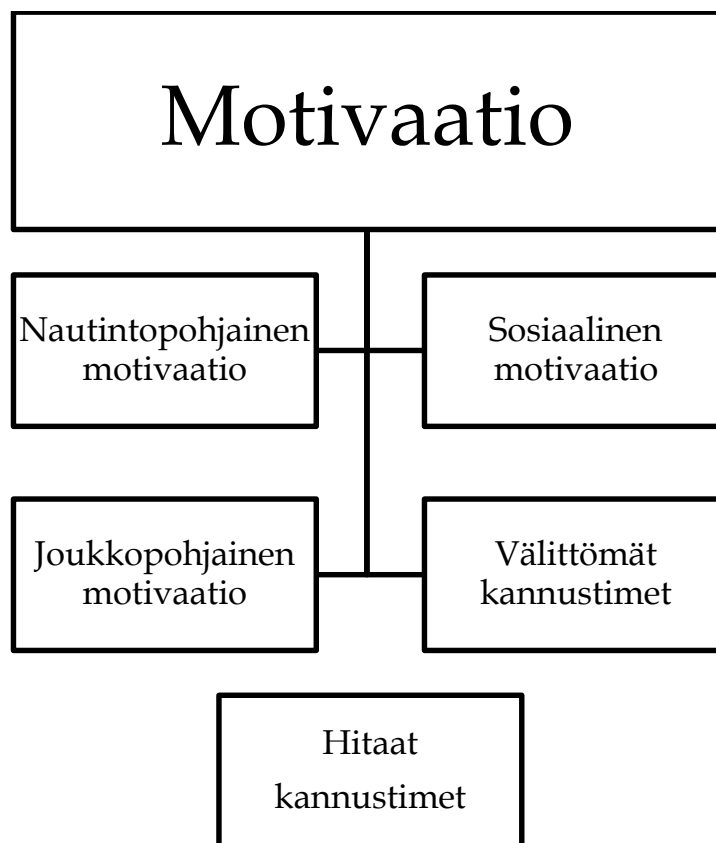 Motivaatio
Nautintopohjainen
motivaatio
Sosiaalinen
motivaatio
Joukkopohjainen
motivaatio
Välittömät
kannustimet
Hitaat
kannustimet